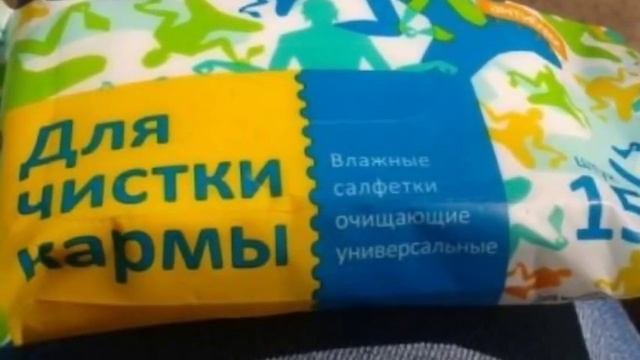 Для
чистки
кармы
Влажные
салфетки
очищающие
универсальные